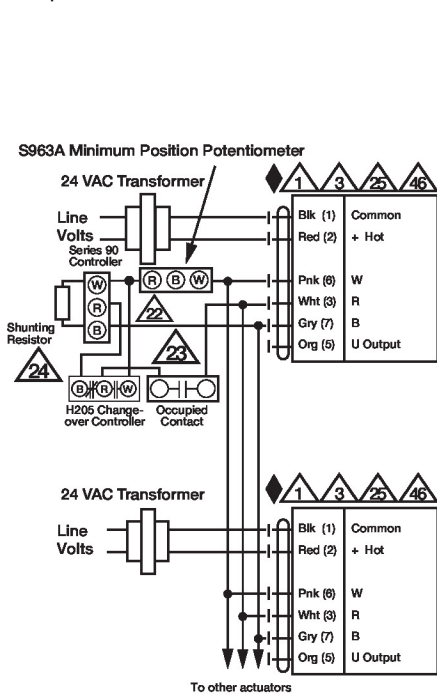 S963A Minimum Position Potentiometer
24 VAC Transformer
1 3 25 46
Line
Volts
Blk (1) Common
Red (2) + Hot
Series 90
Controller
W
R
B
R B W
Pnk (6) W
Wht (3) R
Gry (7) B
Org (5) U Output
22
Shunting
Resistor
24
23
B R W
H205 Change-
over Controller
Occupied
Contact
24 VAC Transformer
1 3 25 46
Line
Volts
Blk (1) Common
Red (2) + Hot
Pnk (6) W
Wht (3) R
Gry (7) B
Org (5) U Output
To other actuators